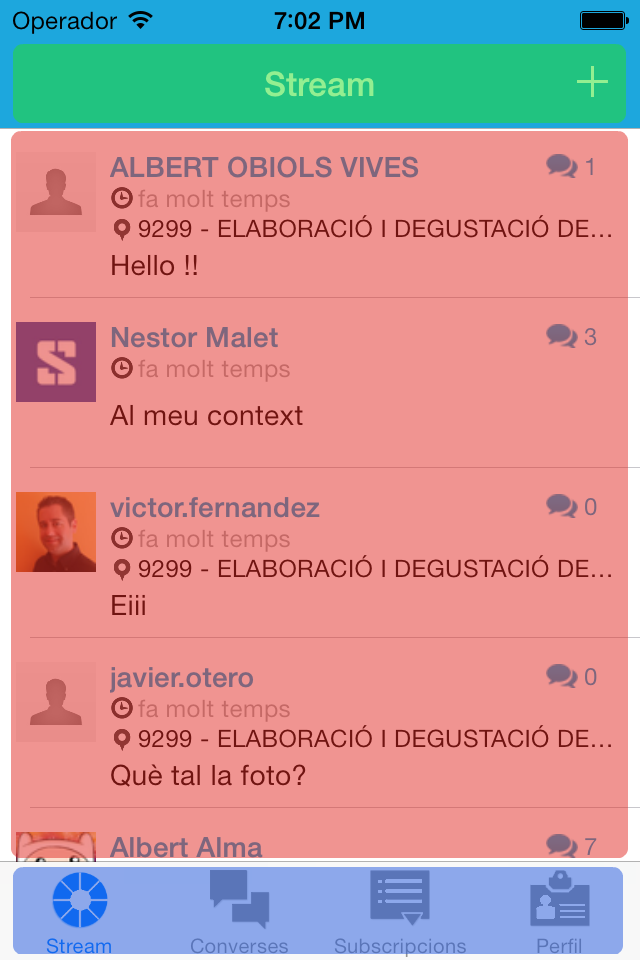 Operador 7:02 PM
Stream +
ALBERT OBIOLS VIVES 1
fa molt temps
9299 - ELABORACIÓ I DEGUSTACIÓ DE...
Hello !!
Nestor Malet 3
fa molt temps
Al meu context
victor.fernandez 0
fa molt temps
9299 - ELABORACIÓ I DEGUSTACIÓ DE...
Eiii
javier.otero 0
fa molt temps
9299 - ELABORACIÓ I DEGUSTACIÓ DE...
Què tal la foto?
Albert Alma 7
Stream Converses Subscripcions Perfil